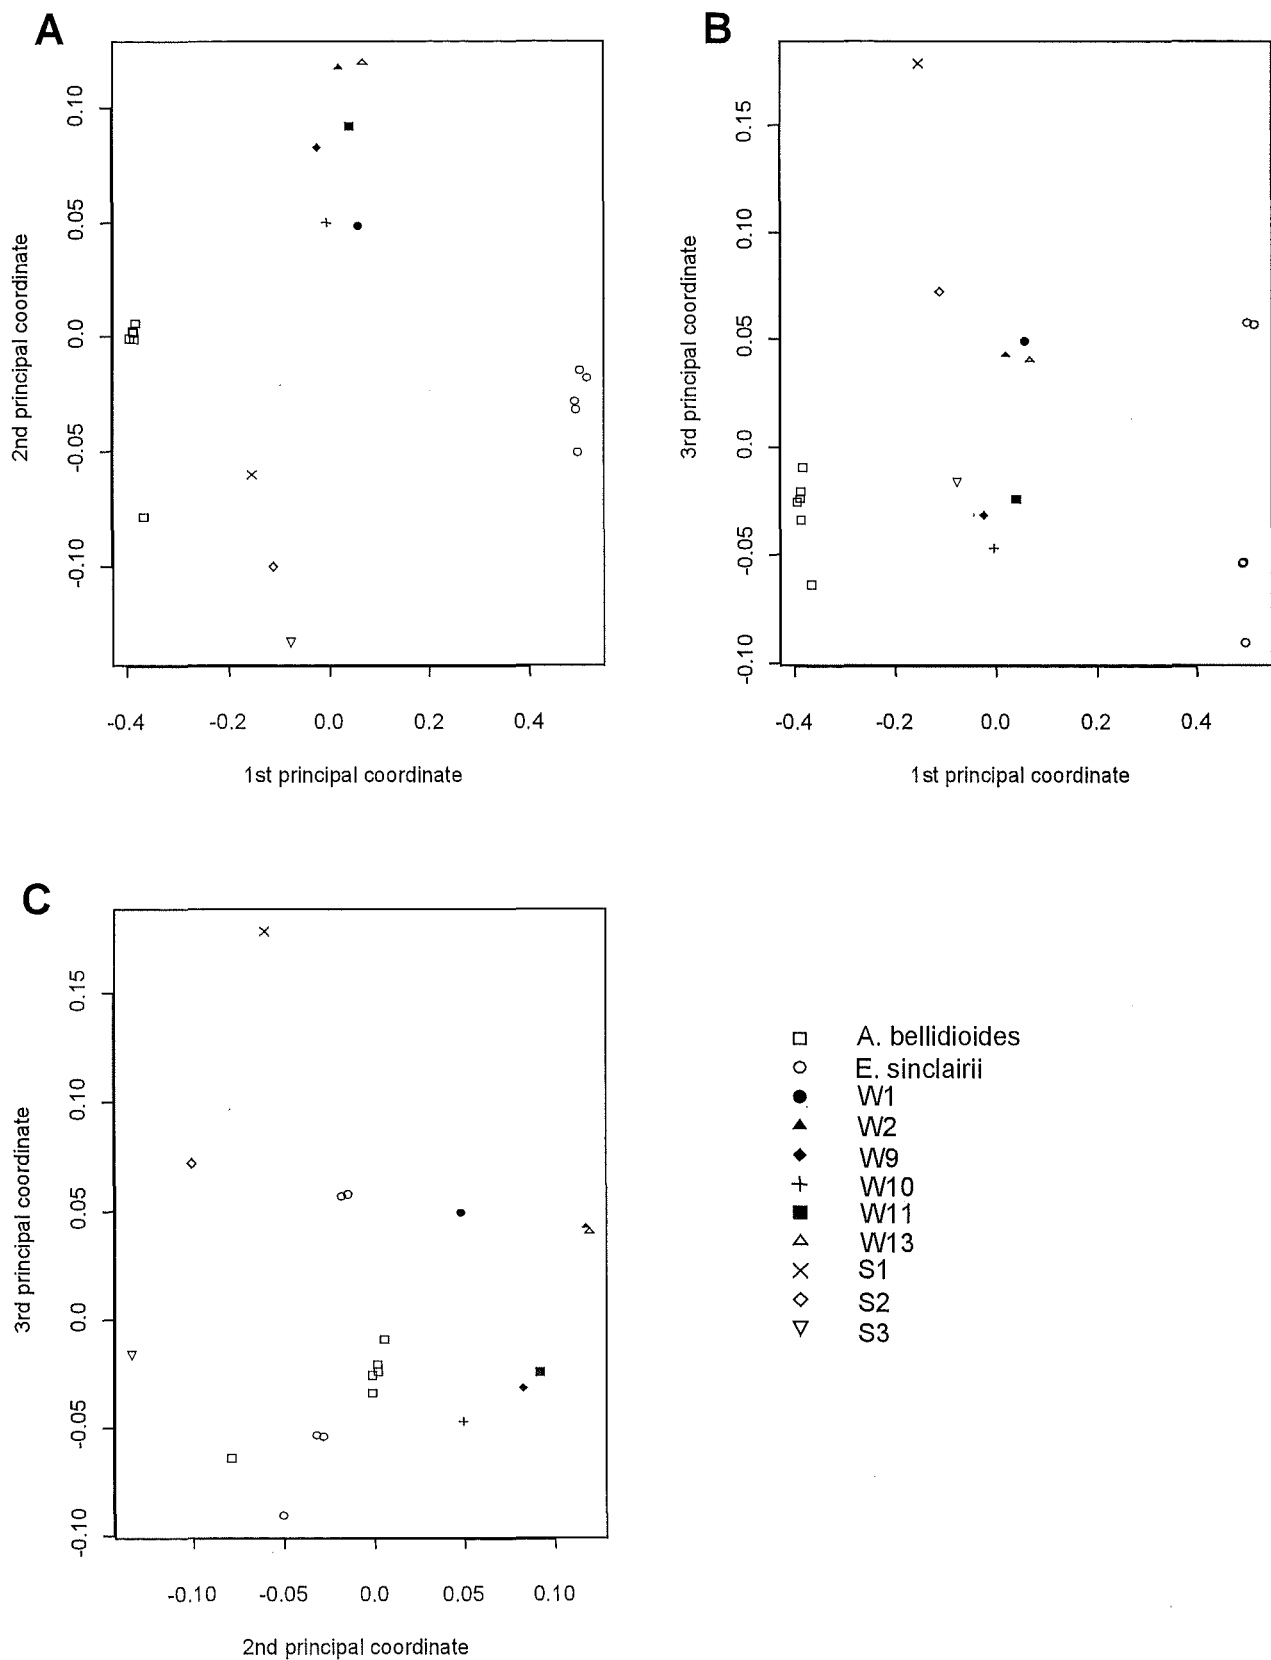 A
0.10
0.05
0.0
-0.05
-0.10
2nd principal coordinate
-0.4 -0.2 0.0 0.2 0.4
1st principal coordinate
B
0.15
0.10
0.05
0.0
-0.05
-0.10
3rd principal coordinate
-0.4 -0.2 0.0 0.2 0.4
1st principal coordinate
C
0.15
0.10
0.05
0.0
-0.05
-0.10
3rd principal coordinate
-0.10 -0.05 0.0 0.05 0.10
2nd principal coordinate
A. bellidioides
E. sinclairii
W1
W2
W9
W10
W11
W13
S1
S2
S3